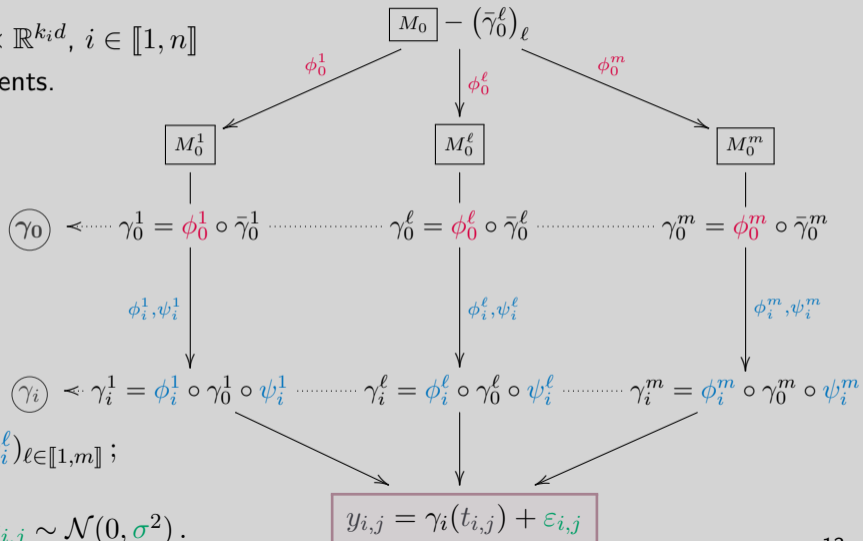 ℝ^{k_i d}, i ∈ ⟦1, n⟧
M_0 − (γ̄_0^ℓ)_ℓ
ents.
ϕ_0^1 ϕ_0^ℓ ϕ_0^m
M_0^1 M_0^ℓ M_0^m
γ_0 γ_0^1 = ϕ_0^1 ∘ γ̄_0^1 γ_0^ℓ = ϕ_0^ℓ ∘ γ̄_0^ℓ γ_0^m = ϕ_0^m ∘ γ̄_0^m
ϕ_i^1,ψ_i^1 ϕ_i^ℓ,ψ_i^ℓ ϕ_i^m,ψ_i^m
γ_i γ_i^1 = ϕ_i^1 ∘ γ_0^1 ∘ ψ_i^1 γ_i^ℓ = ϕ_i^ℓ ∘ γ_0^ℓ ∘ ψ_i^ℓ γ_i^m = ϕ_i^m ∘ γ_0^m ∘ ψ_i^m
_i^ℓ)_{ℓ∈⟦1,m⟧} ;
y_{i,j} = γ_i(t_{i,j}) + ε_{i,j}
_{i,j} ∼ 𝒩(0, σ²) .